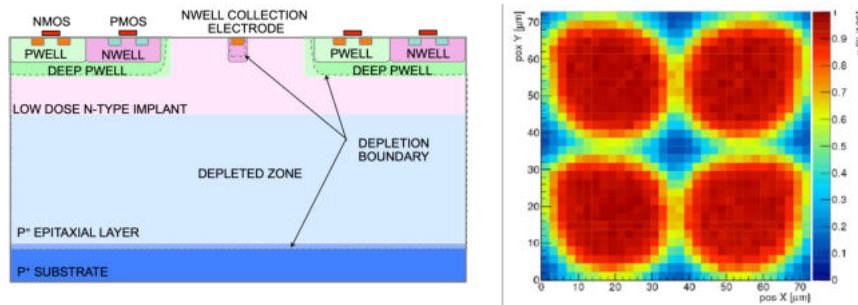 NMOS PMOS NWELL COLLECTION
ELECTRODE
PWELL NWELL PWELL NWELL
DEEP PWELL DEEP PWELL
LOW DOSE N-TYPE IMPLANT
DEPLETION
BOUNDARY
DEPLETED ZONE
P⁻ EPITAXIAL LAYER
P⁺ SUBSTRATE
pox Y [µm]
70
60
50
40
30
20
10
0
0 10 20 30 40 50 60 70
pos X [µm]
1
0.9
0.8
0.7
0.6
0.5
0.4
0.3
0.2
0.1
0